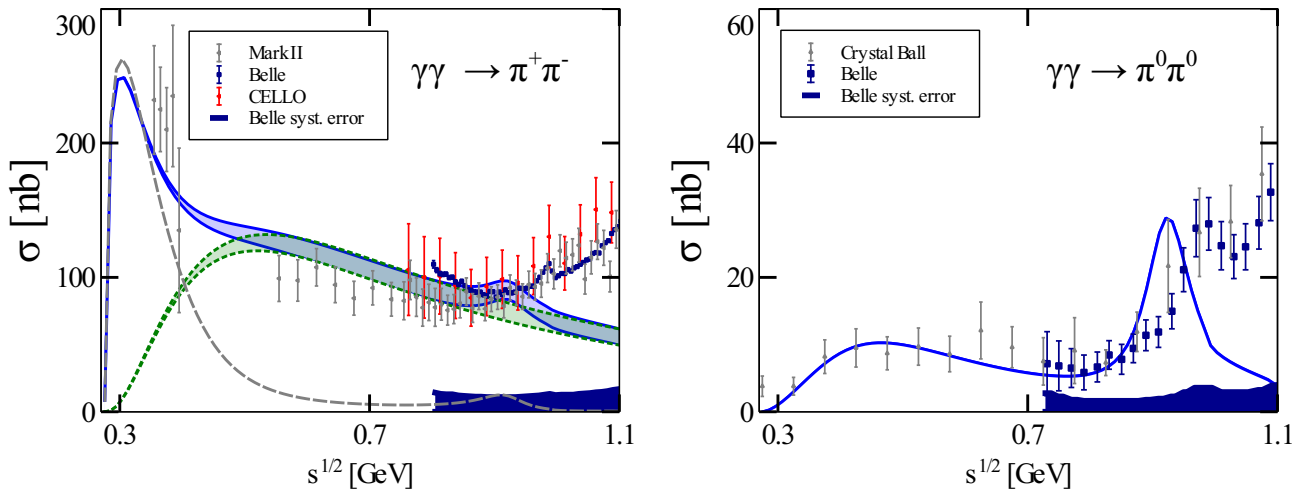 300
200
100
0
σ [nb]
MarkII
Belle
CELLO
Belle syst. error
γγ → π⁺π⁻
0.3
0.7
1.1
s^{1/2} [GeV]
60
40
20
0
σ [nb]
Crystal Ball
Belle
Belle syst. error
γγ → π⁰π⁰
0.3
0.7
1.1
s^{1/2} [GeV]